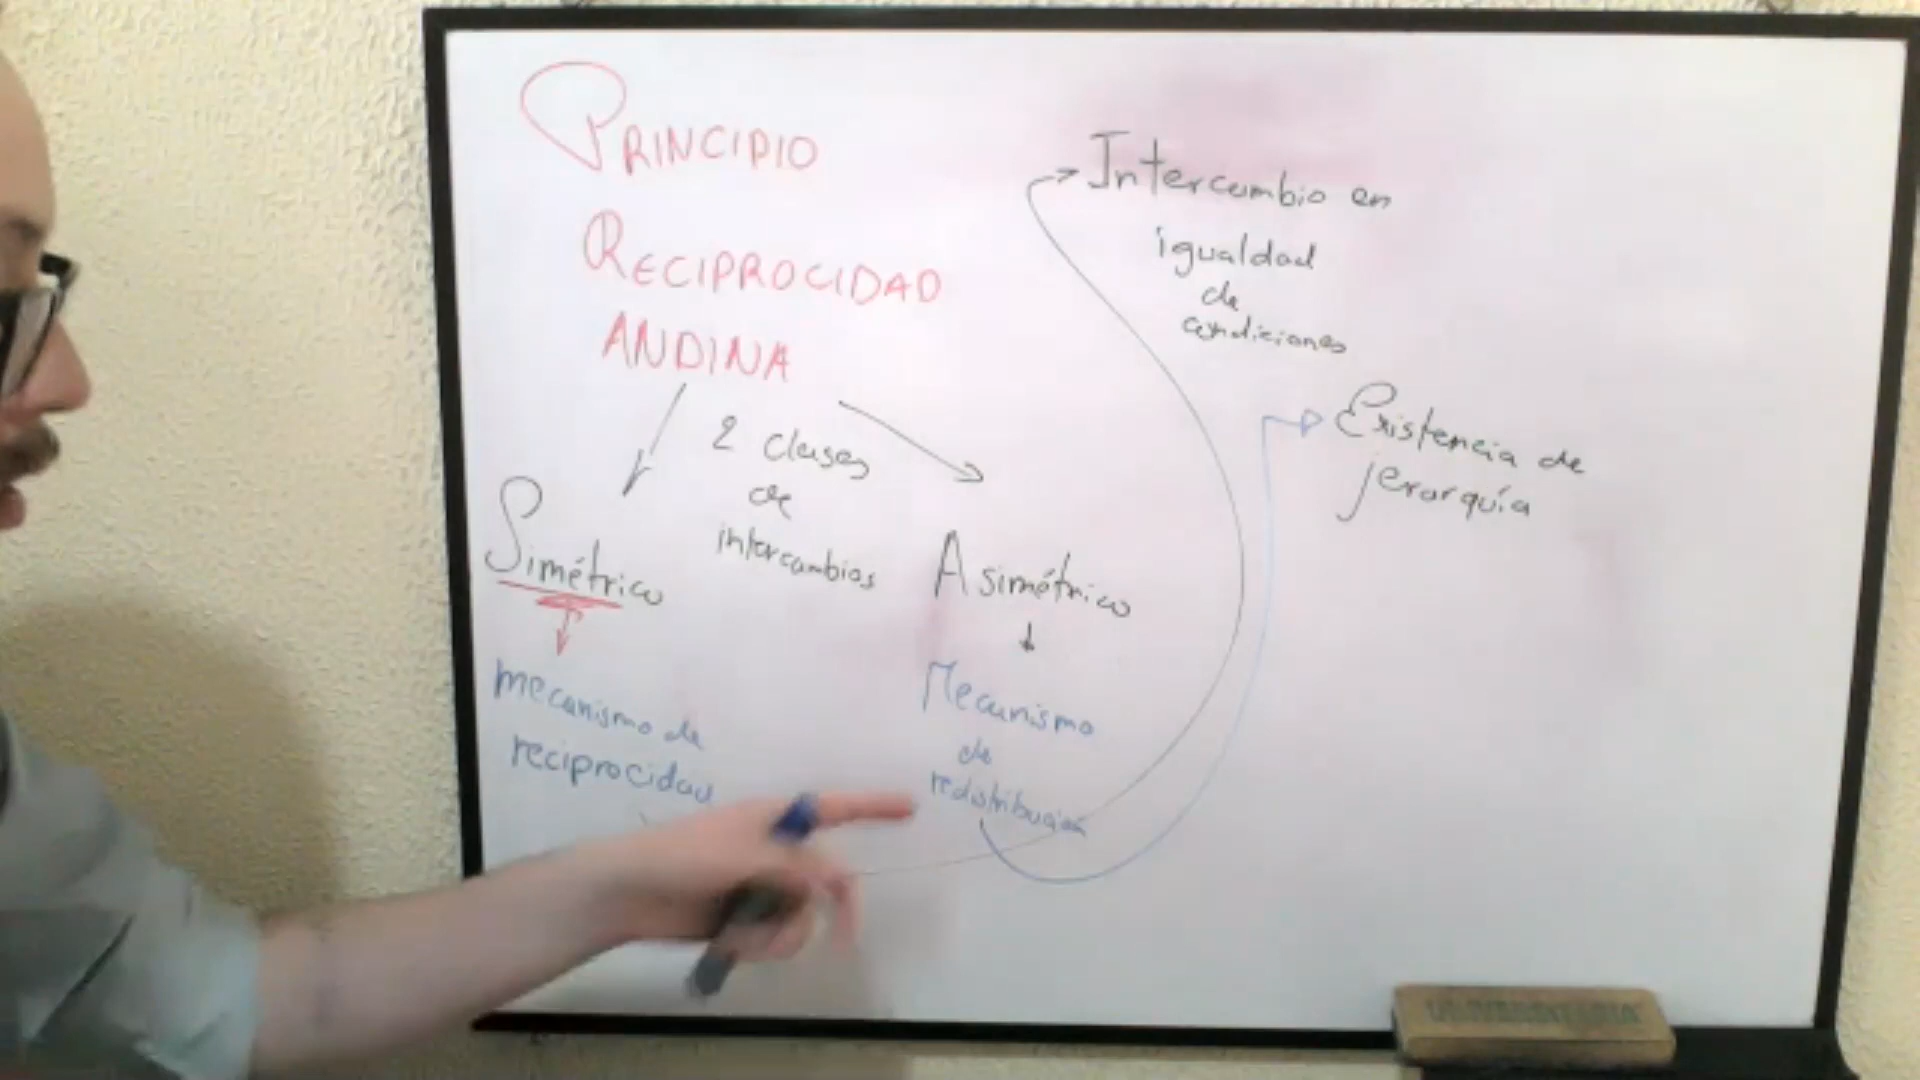 PRINCIPIO
RECIPROCIDAD
ANDINA
2 clases
de
intercambios
Simétrico
mecanismo de
reciprocidad
Asimétrico
Mecanismo
de
redistribución
Intercambio en
igualdad
de
condiciones
Existencia de
jerarquía